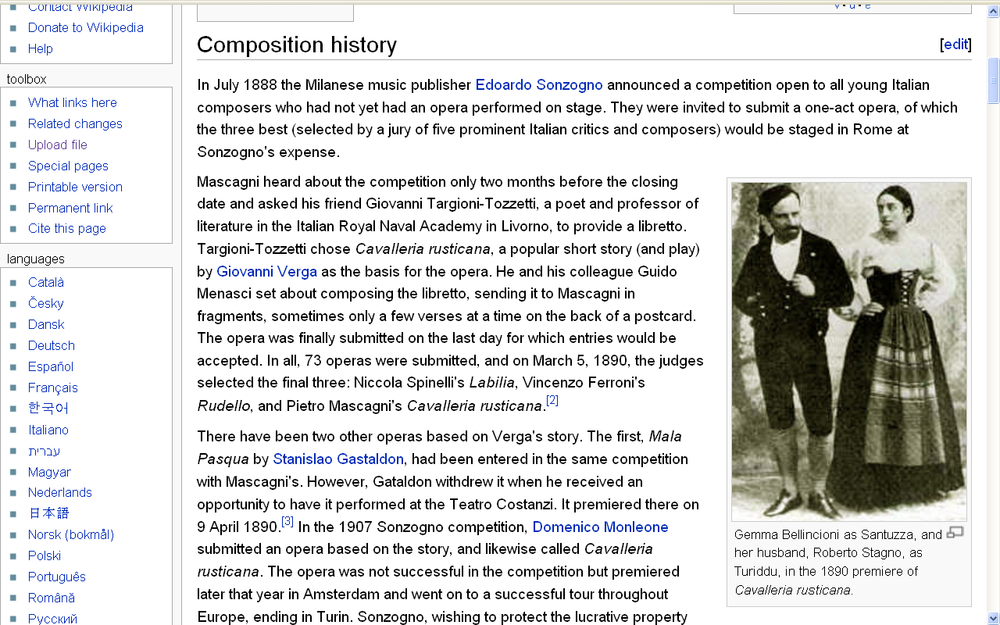 Contact Wikipedia
Donate to Wikipedia
Help
toolbox
What links here
Related changes
Upload file
Special pages
Printable version
Permanent link
Cite this page
languages
Català
Česky
Dansk
Deutsch
Español
Français
한국어
Italiano
עברית
Magyar
Nederlands
日本語
Norsk (bokmål)
Polski
Português
Română
Русский
v • d • e
Composition history
[edit]
In July 1888 the Milanese music publisher Edoardo Sonzogno announced a competition open to all young Italian
composers who had not yet had an opera performed on stage. They were invited to submit a one-act opera, of which
the three best (selected by a jury of five prominent Italian critics and composers) would be staged in Rome at
Sonzogno's expense.
Mascagni heard about the competition only two months before the closing
date and asked his friend Giovanni Targioni-Tozzetti, a poet and professor of
literature in the Italian Royal Naval Academy in Livorno, to provide a libretto.
Targioni-Tozzetti chose Cavalleria rusticana, a popular short story (and play)
by Giovanni Verga as the basis for the opera. He and his colleague Guido
Menasci set about composing the libretto, sending it to Mascagni in
fragments, sometimes only a few verses at a time on the back of a postcard.
The opera was finally submitted on the last day for which entries would be
accepted. In all, 73 operas were submitted, and on March 5, 1890, the judges
selected the final three: Niccola Spinelli's Labilia, Vincenzo Ferroni's
Rudello, and Pietro Mascagni's Cavalleria rusticana.[2]
There have been two other operas based on Verga's story. The first, Mala
Pasqua by Stanislao Gastaldon, had been entered in the same competition
with Mascagni's. However, Gataldon withdrew it when he received an
opportunity to have it performed at the Teatro Costanzi. It premiered there on
9 April 1890.[3] In the 1907 Sonzogno competition, Domenico Monleone
submitted an opera based on the story, and likewise called Cavalleria
rusticana. The opera was not successful in the competition but premiered
later that year in Amsterdam and went on to a successful tour throughout
Europe, ending in Turin. Sonzogno, wishing to protect the lucrative property
Gemma Bellincioni as Santuzza, and
her husband, Roberto Stagno, as
Turiddu, in the 1890 premiere of
Cavalleria rusticana.